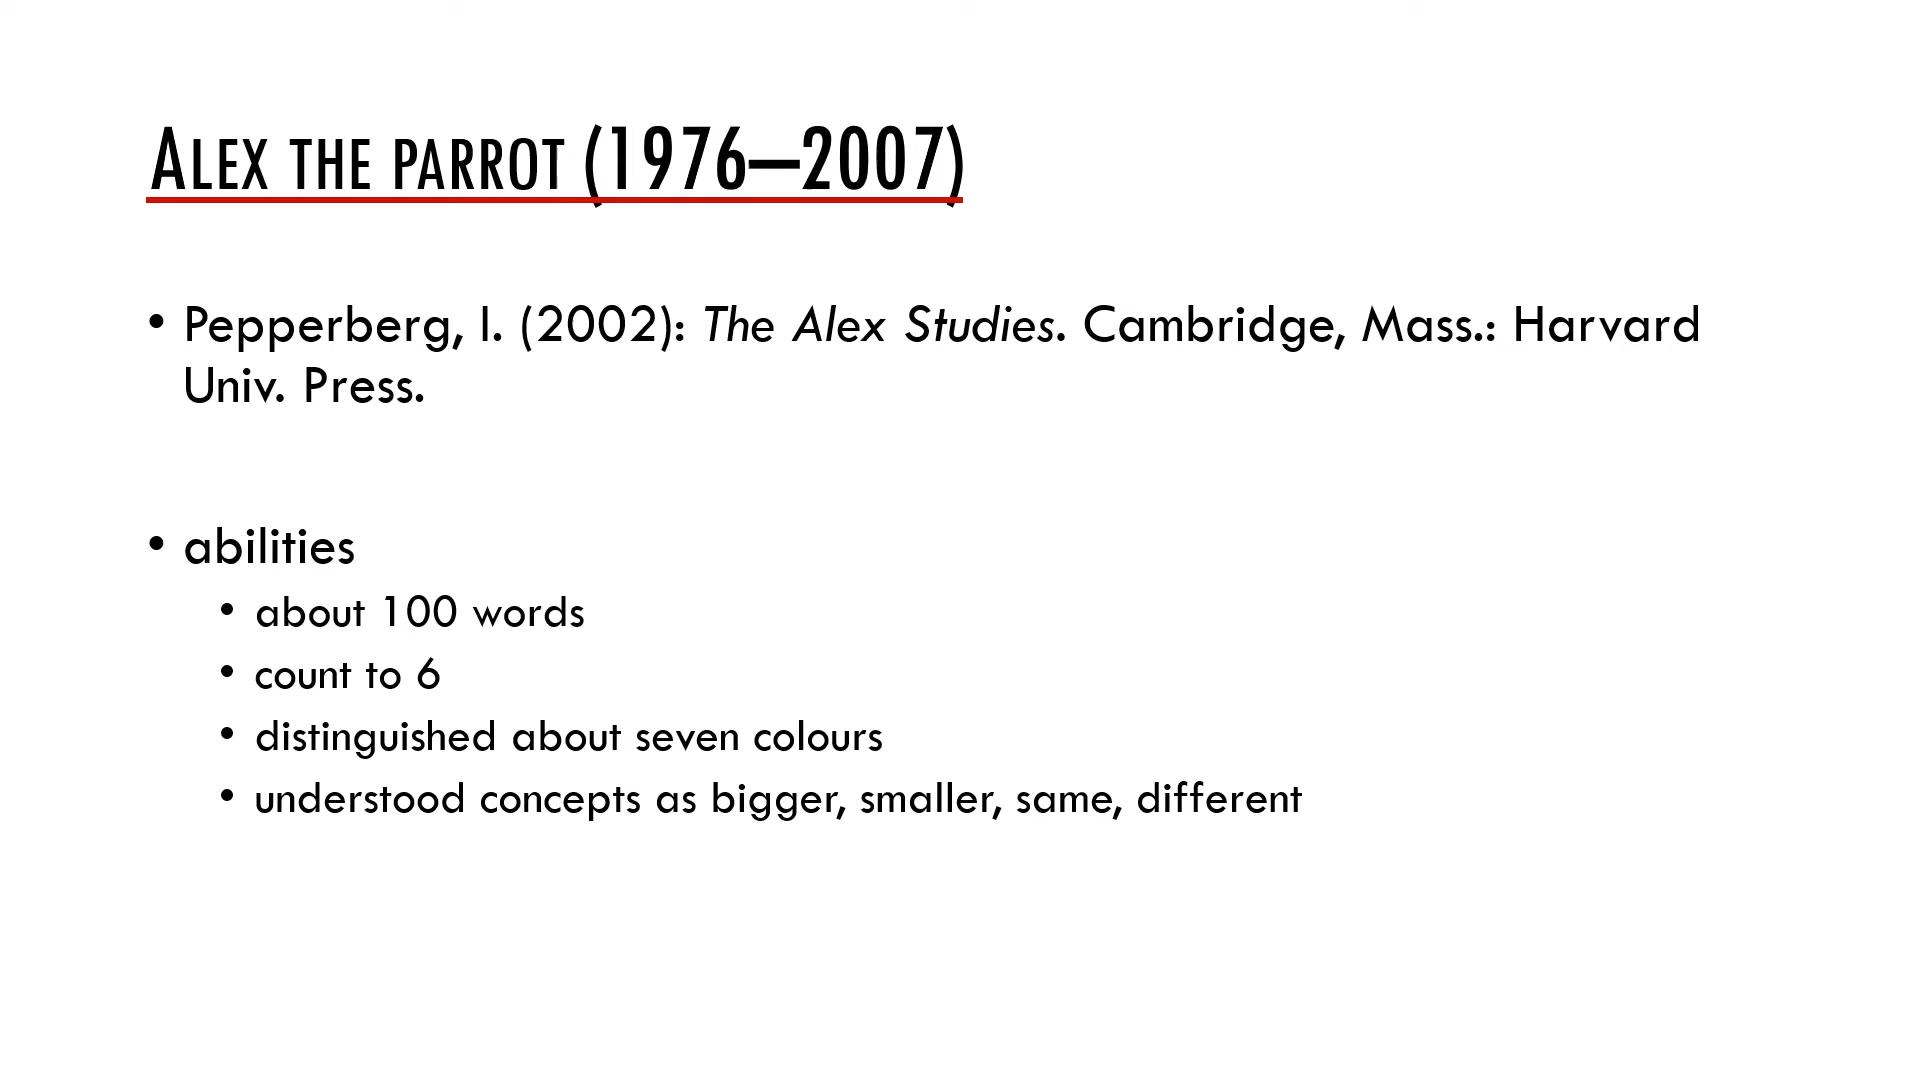 ALEX THE PARROT (1976–2007)
• Pepperberg, I. (2002): The Alex Studies. Cambridge, Mass.: Harvard
Univ. Press.
• abilities
• about 100 words
• count to 6
• distinguished about seven colours
• understood concepts as bigger, smaller, same, different